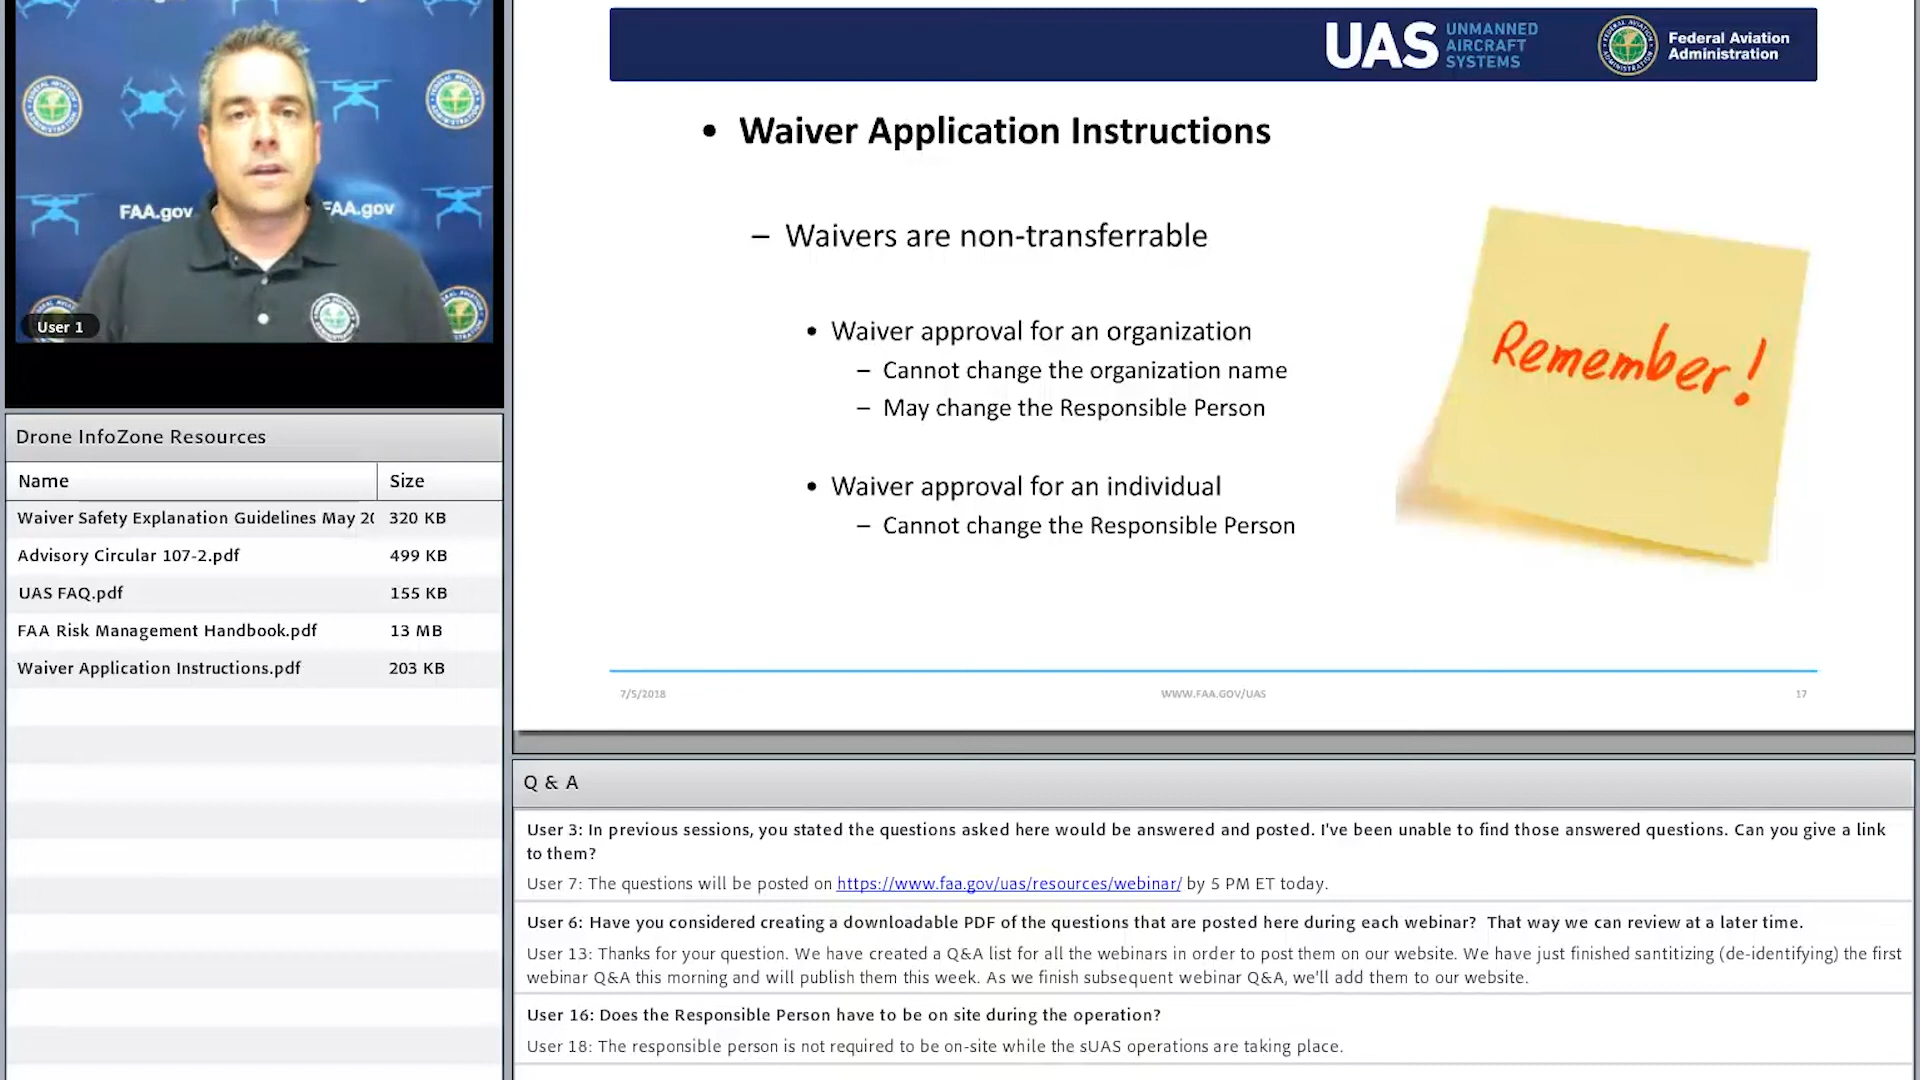 FAA.gov
FAA.gov
User 1
Drone InfoZone Resources
Name Size
Waiver Safety Explanation Guidelines May 20 320 KB
Advisory Circular 107-2.pdf 499 KB
UAS FAQ.pdf 155 KB
FAA Risk Management Handbook.pdf 13 MB
Waiver Application Instructions.pdf 203 KB
UAS UNMANNED
AIRCRAFT
SYSTEMS
Federal Aviation
Administration
• Waiver Application Instructions
– Waivers are non-transferrable
• Waiver approval for an organization
– Cannot change the organization name
– May change the Responsible Person
• Waiver approval for an individual
– Cannot change the Responsible Person
Remember!
7/5/2018 WWW.FAA.GOV/UAS 17
Q & A
User 3: In previous sessions, you stated the questions asked here would be answered and posted. I've been unable to find those answered questions. Can you give a link
to them?
User 7: The questions will be posted on https://www.faa.gov/uas/resources/webinar/ by 5 PM ET today.
User 6: Have you considered creating a downloadable PDF of the questions that are posted here during each webinar?  That way we can review at a later time.
User 13: Thanks for your question. We have created a Q&A list for all the webinars in order to post them on our website. We have just finished santitizing (de-identifying) the first
webinar Q&A this morning and will publish them this week. As we finish subsequent webinar Q&A, we'll add them to our website.
User 16: Does the Responsible Person have to be on site during the operation?
User 18: The responsible person is not required to be on-site while the sUAS operations are taking place.